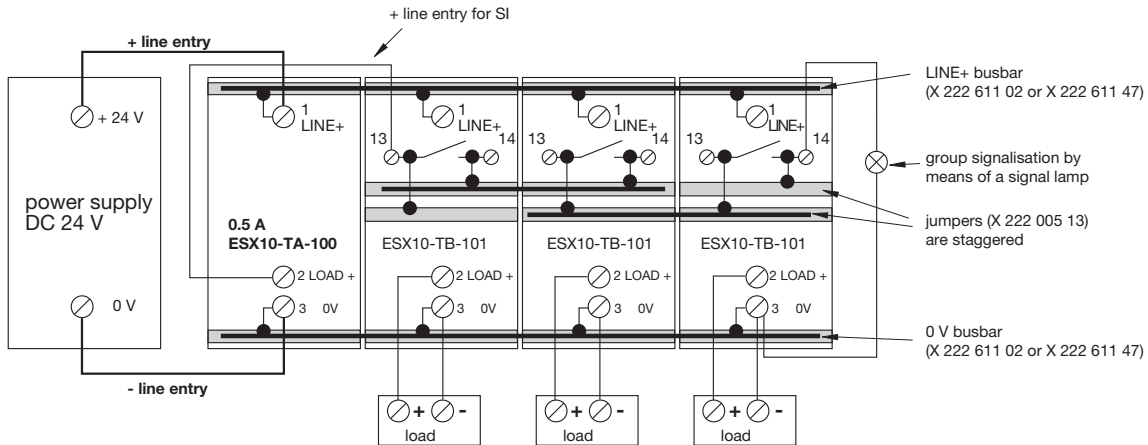 + line entry for SI
+ line entry
LINE+ busbar
(X 222 611 02 or X 222 611 47)
1
LINE+
1
LINE+
1
LINE+
1
LINE+
+ 24 V
13
14
13
14
13
14
group signalisation by
means of a signal lamp
power supply
DC 24 V
jumpers (X 222 005 13)
are staggered
0.5 A
ESX10-TA-100
ESX10-TB-101
ESX10-TB-101
ESX10-TB-101
2 LOAD +
2 LOAD +
2 LOAD +
2 LOAD +
0 V
3 0V
3 0V
3 0V
3 0V
0 V busbar
(X 222 611 02 or X 222 611 47)
- line entry
+ -
load
+ -
load
+ -
load